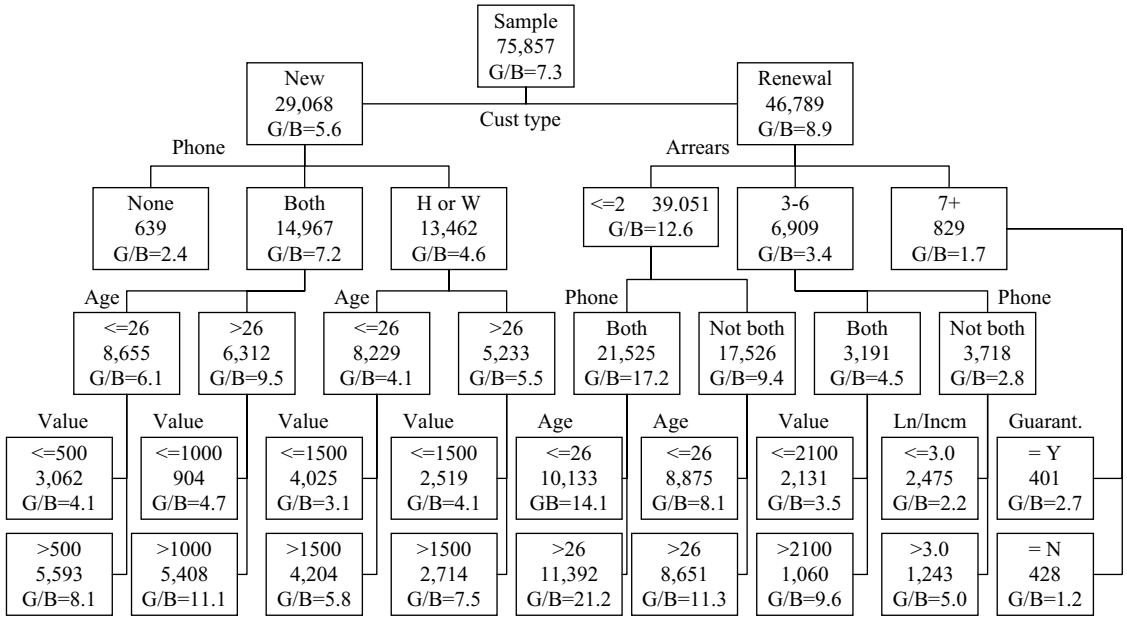 Sample
75,857
G/B=7.3
New
29,068
G/B=5.6
Renewal
46,789
G/B=8.9
Cust type
Phone
Arrears
None
639
G/B=2.4
Both
14,967
G/B=7.2
H or W
13,462
G/B=4.6
<=2 39.051
G/B=12.6
3-6
6,909
G/B=3.4
7+
829
G/B=1.7
Age
Age
Phone
Phone
<=26
8,655
G/B=6.1
>26
6,312
G/B=9.5
<=26
8,229
G/B=4.1
>26
5,233
G/B=5.5
Both
21,525
G/B=17.2
Not both
17,526
G/B=9.4
Both
3,191
G/B=4.5
Not both
3,718
G/B=2.8
Value
Value
Value
Value
Age
Age
Value
Ln/Incm
Guarant.
<=500
3,062
G/B=4.1
<=1000
904
G/B=4.7
<=1500
4,025
G/B=3.1
<=1500
2,519
G/B=4.1
<=26
10,133
GB=14.1
<=26
8,875
G/B=8.1
<=2100
2,131
G/B=3.5
<=3.0
2,475
G/B=2.2
= Y
401
G/B=2.7
>500
5,593
G/B=8.1
>1000
5,408
G/B=11.1
>1500
4,204
G/B=5.8
>1500
2,714
G/B=7.5
>26
11,392
G/B=21.2
>26
8,651
G/B=11.3
>2100
1,060
G/B=9.6
>3.0
1,243
G/B=5.0
= N
428
G/B=1.2